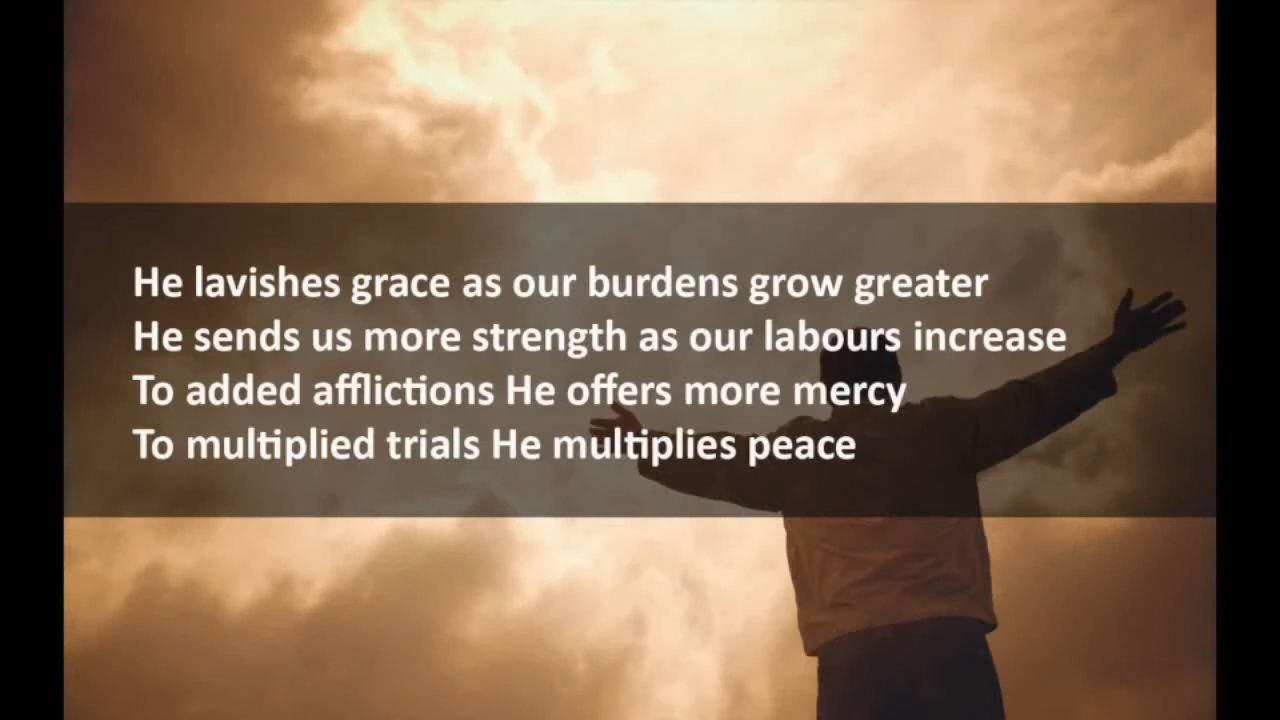 He lavishes grace as our burdens grow greater
He sends us more strength as our labours increase
To added afflictions He offers more mercy
To multiplied trials He multiplies peace